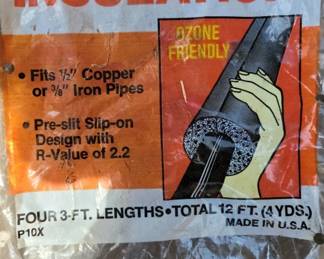 INSULATION
OZONE
FRIENDLY
• Fits ½" Copper
or ⅜" Iron Pipes
• Pre-slit Slip-on
Design with
R-Value of 2.2
FOUR 3-FT. LENGTHS•TOTAL 12 FT. (4 YDS.)
P10X
MADE IN U.S.A.